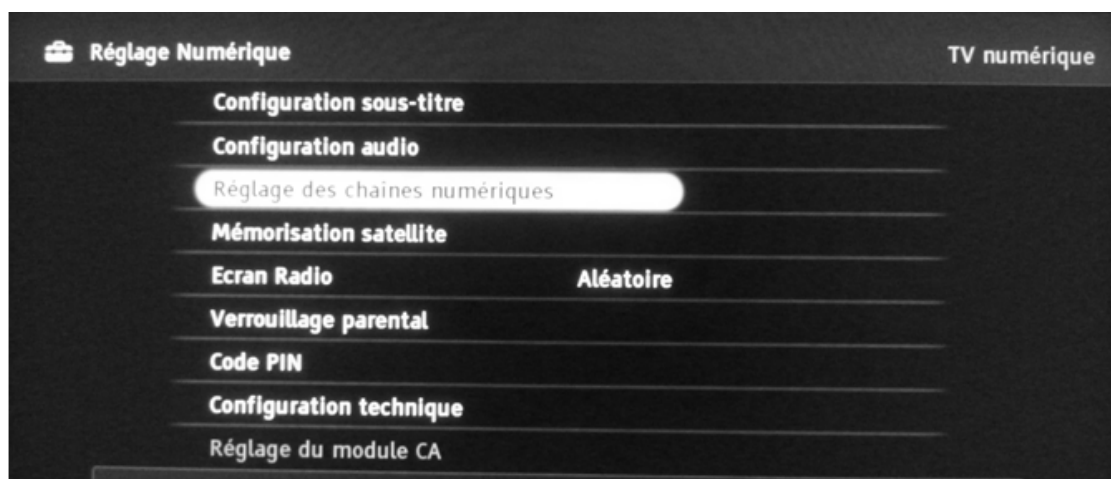 Réglage Numérique
TV numérique
Configuration sous-titre
Configuration audio
Réglage des chaînes numériques
Mémorisation satellite
Ecran Radio Aléatoire
Verrouillage parental
Code PIN
Configuration technique
Réglage du module CA